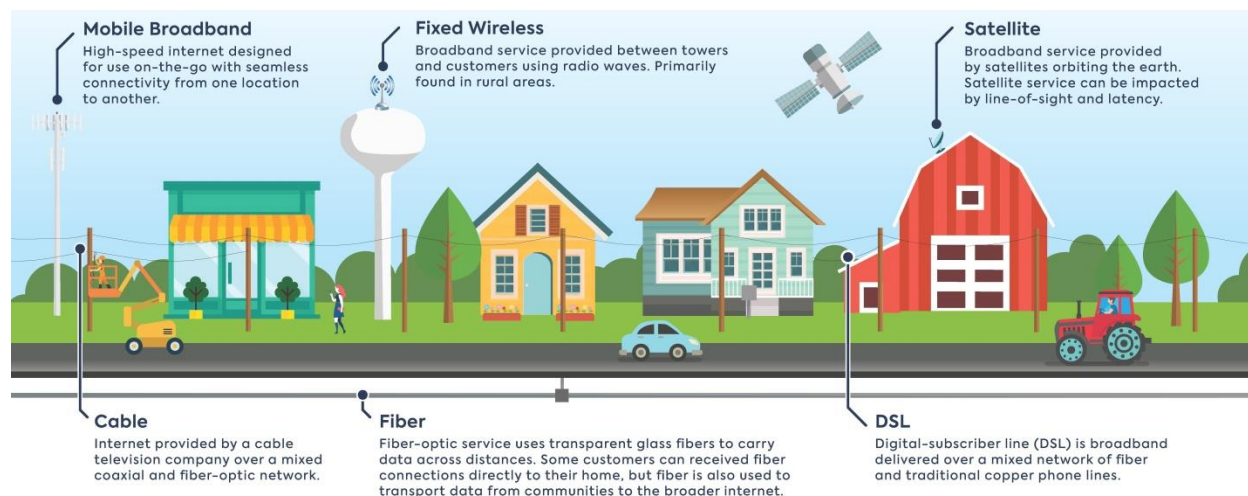 Mobile Broadband
High-speed internet designed
for use on-the-go with seamless
connectivity from one location
to another.
Fixed Wireless
Broadband service provided between towers
and customers using radio waves. Primarily
found in rural areas.
Satellite
Broadband service provided
by satellites orbiting the earth.
Satellite service can be impacted
by line-of-sight and latency.
Cable
Internet provided by a cable
television company over a mixed
coaxial and fiber-optic network.
Fiber
Fiber-optic service uses transparent glass fibers to carry
data across distances. Some customers can received fiber
connections directly to their home, but fiber is also used to
transport data from communities to the broader internet.
DSL
Digital-subscriber line (DSL) is broadband
delivered over a mixed network of fiber
and traditional copper phone lines.